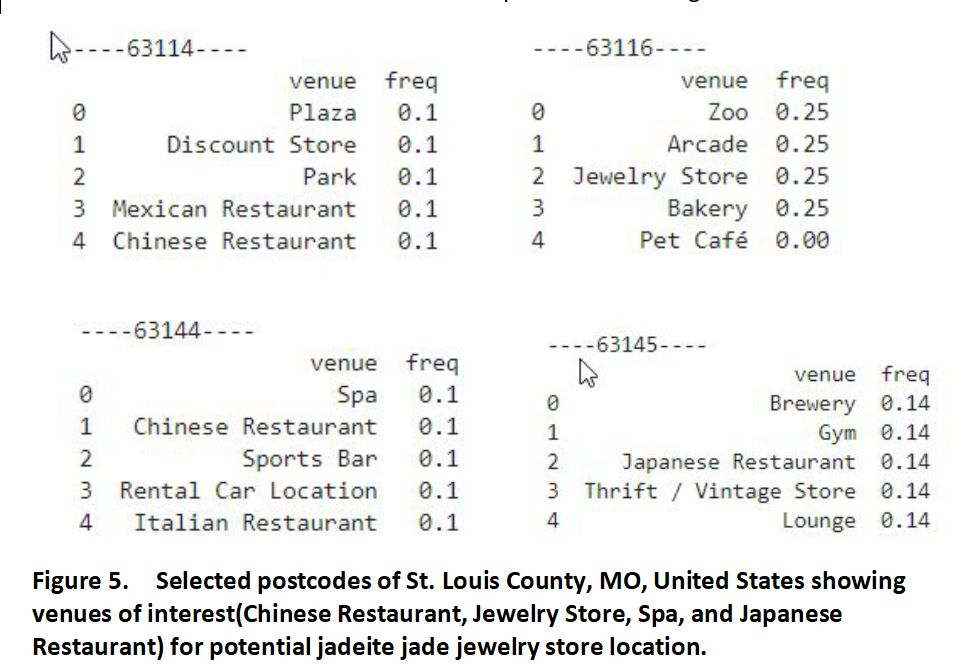 ----63114----
venue freq
0 Plaza 0.1
1 Discount Store 0.1
2 Park 0.1
3 Mexican Restaurant 0.1
4 Chinese Restaurant 0.1
----63116----
venue freq
0 Zoo 0.25
1 Arcade 0.25
2 Jewelry Store 0.25
3 Bakery 0.25
4 Pet Café 0.00
----63144----
venue freq
0 Spa 0.1
1 Chinese Restaurant 0.1
2 Sports Bar 0.1
3 Rental Car Location 0.1
4 Italian Restaurant 0.1
----63145----
venue freq
0 Brewery 0.14
1 Gym 0.14
2 Japanese Restaurant 0.14
3 Thrift / Vintage Store 0.14
4 Lounge 0.14
Figure 5. Selected postcodes of St. Louis County, MO, United States showing
venues of interest(Chinese Restaurant, Jewelry Store, Spa, and Japanese
Restaurant) for potential jadeite jade jewelry store location.